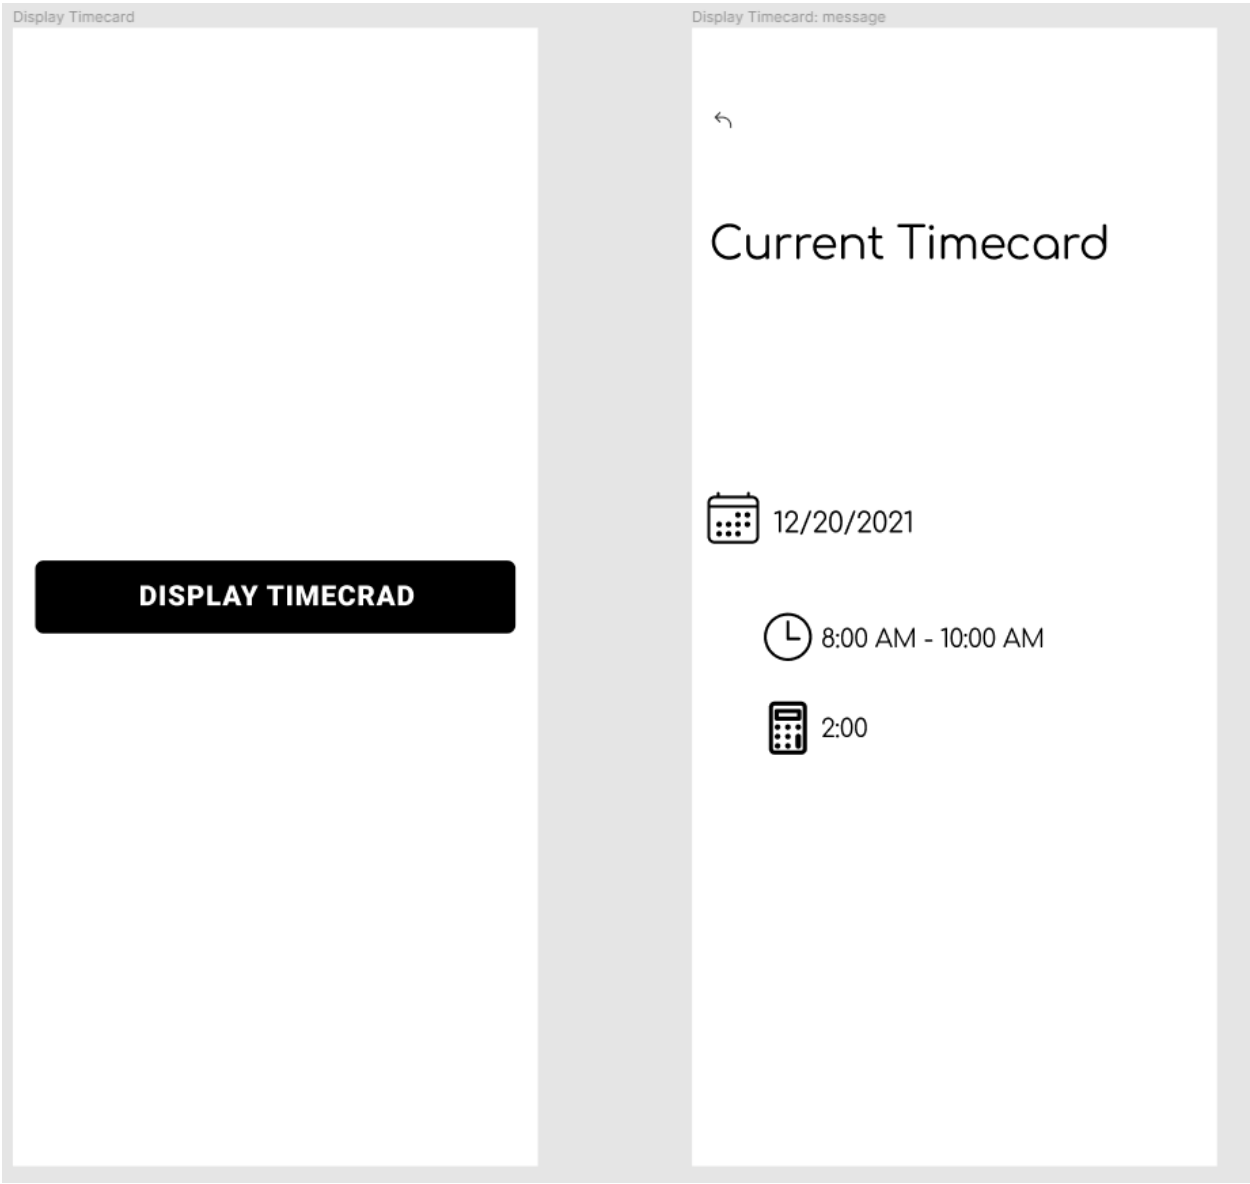 Display Timecard
DISPLAY TIMECRAD
Display Timecard: message
Current Timecard
12/20/2021
8:00 AM - 10:00 AM
2:00